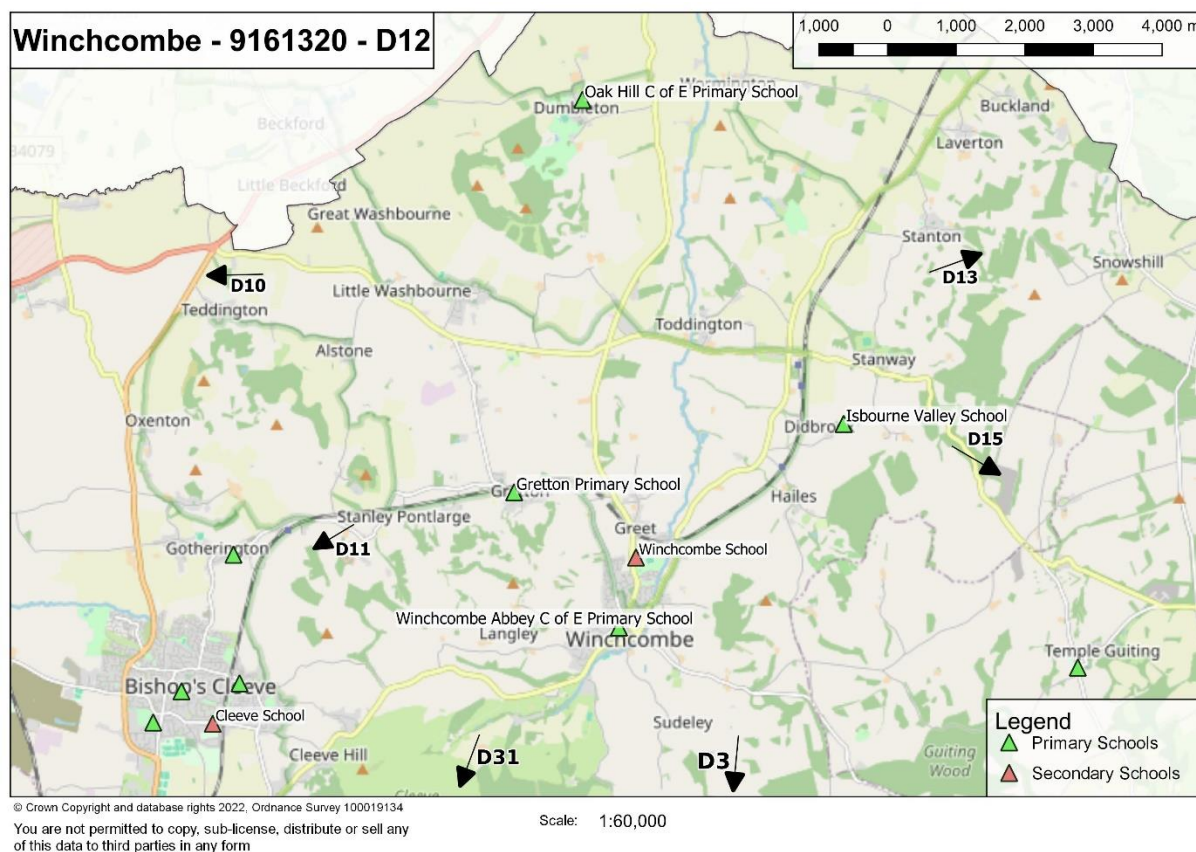 Winchcombe - 9161320 - D12
1,000 0 1,000 2,000 3,000 4,000 m
Oak Hill C of E Primary School
Dumbleton
Wormington
Buckland
Beckford
Laverton
34079
Little Beckford
Great Washbourne
Stanton
Snowshill
D13
D10
Little Washbourne
Teddington
Toddington
Alstone
Stanway
Oxenton
Isbourne Valley School
Didbro
D15
Gretton Primary School
Gretton
Hailes
Stanley Pontlarge
Greet
D11
Gotherington
Winchcombe School
Winchcombe Abbey C of E Primary School
Langley
Winchcombe
Temple Guiting
Bishop's Cleeve
Cleeve School
Sudeley
Legend
Primary Schools
Secondary Schools
Cleeve Hill
D31
D3
Guiting
Wood
Cleeve
© Crown Copyright and database rights 2022, Ordnance Survey 100019134
You are not permitted to copy, sub-license, distribute or sell any
of this data to third parties in any form
Scale: 1:60,000